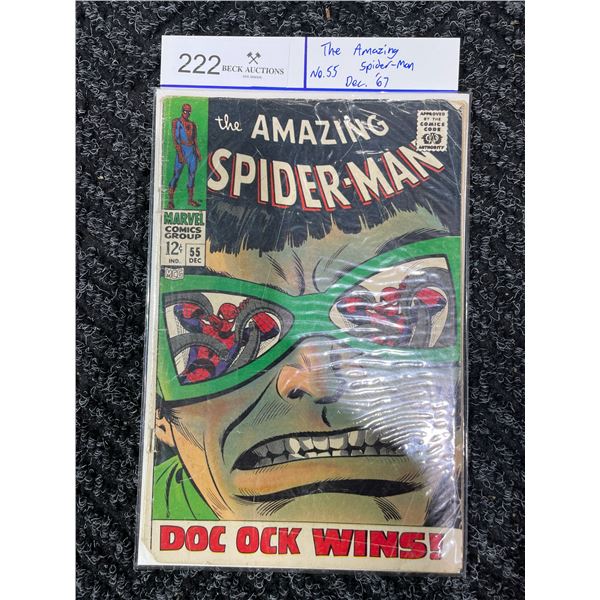 222
BECK AUCTIONS
The Amazing
Spider-Man
No.55
Dec. '67
the AMAZING
SPIDER-MAN
APPROVED
BY THE
COMICS
CODE
AUTHORITY
MARVEL
COMICS
GROUP
12¢
IND.
55
DEC
DOC OCK WINS!